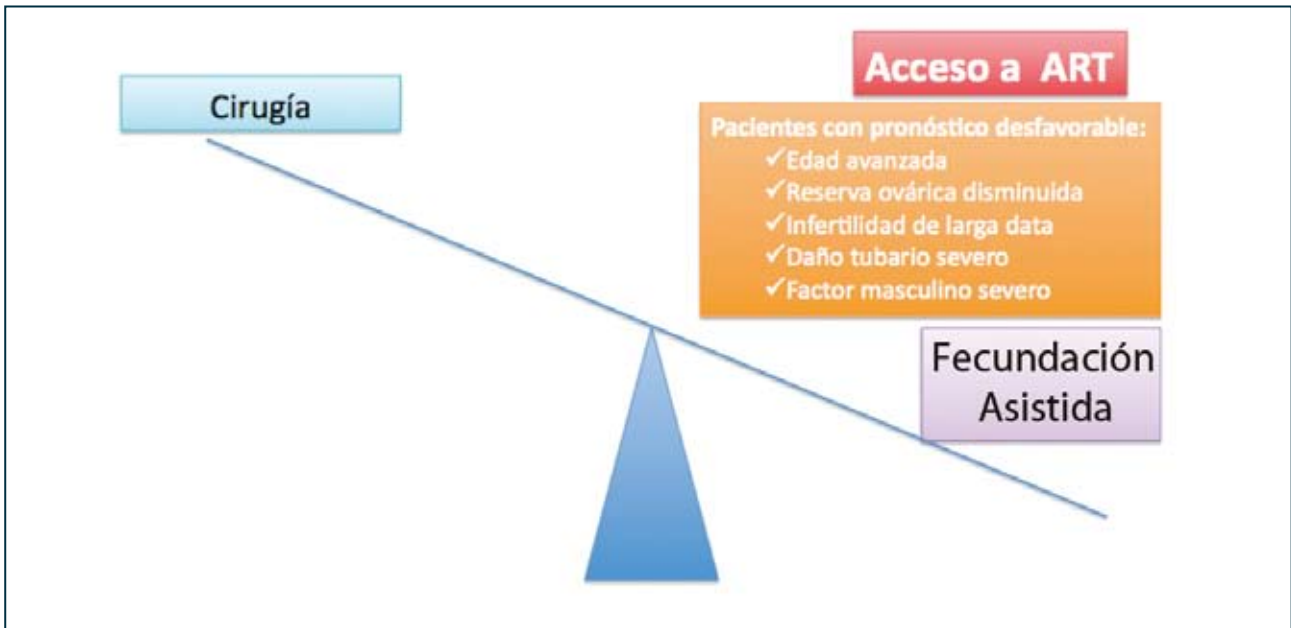 Cirugía
Acceso a ART
Pacientes con pronóstico desfavorable:
✓Edad avanzada
✓Reserva ovárica disminuida
✓Infertilidad de larga data
✓Daño tubario severo
✓Factor masculino severo
Fecundación
Asistida